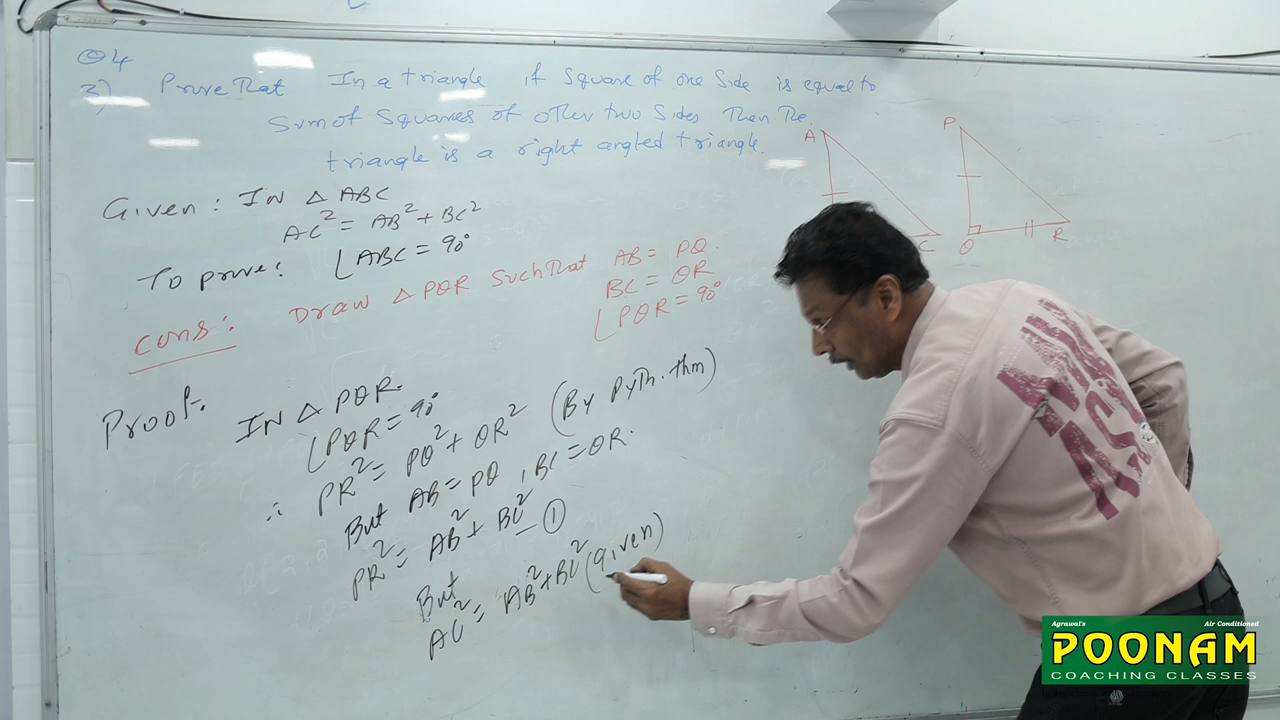 Q4
3) Prove That In a triangle if square of one side is equal to
Sum of squares of other two sides Then The
triangle is a right angled triangle.
A
P
C
Q
R
Given: IN △ ABC
AC² = AB² + BC²
To prove: ∠ABC = 90°
Cons: Draw △ PQR Such That AB = PQ.
BC = QR
∠PQR = 90°
Proof. IN △ PQR.
∠PQR = 90°
∴ PR² = PQ² + QR² (By Pyth. thm)
But AB = PQ, BC = QR.
PR² = AB² + BC² – ①
But
AC² = AB² + BC² (given)
Agrawal's Air Conditioned
POONAM
COACHING CLASSES